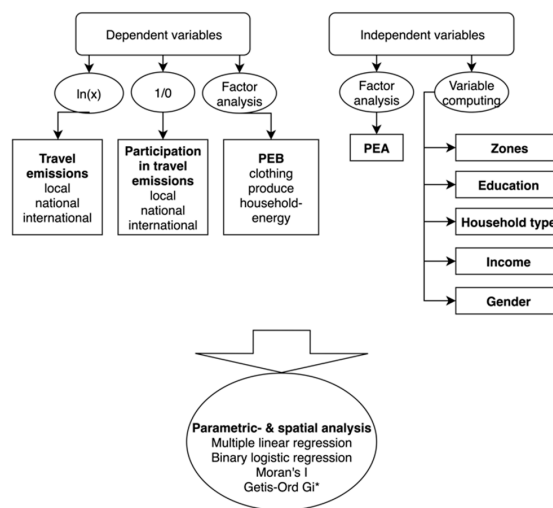 Dependent variables
Independent variables
ln(x)
1/0
Factor
analysis
Factor
analysis
Variable
computing
Travel
emissions
local
national
international
Participation
in travel
emissions
local
national
international
PEB
clothing
produce
household-
energy
PEA
Zones
Education
Household type
Income
Gender
Parametric- & spatial analysis
Multiple linear regression
Binary logistic regression
Moran's I
Getis-Ord Gi*